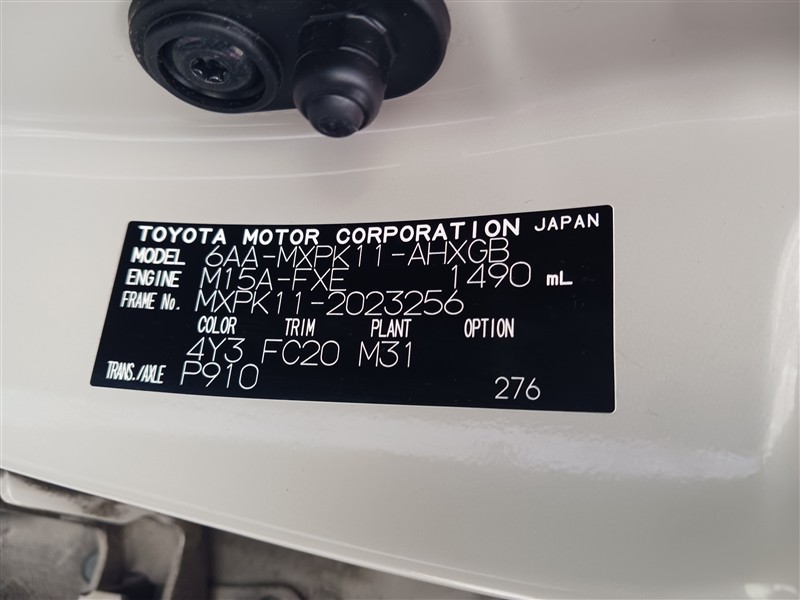 TOYOTA MOTOR CORPORATION JAPAN
MODEL 6AA-MXPK11-AHXGB
ENGINE M15A-FXE 1490 mL
FRAME No. MXPK11-2023256
COLOR TRIM PLANT OPTION
4Y3 FC20 M31
TRANS./AXLE P910 276